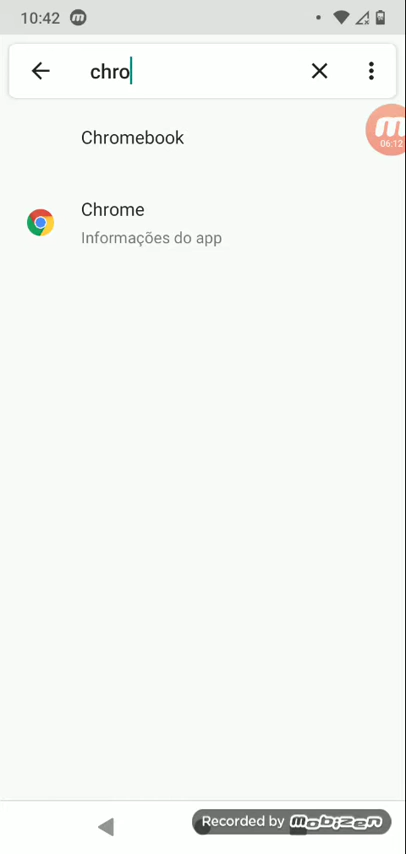 10:42
chro
06:12
Chromebook
Chrome
Informações do app
Recorded by mobizen